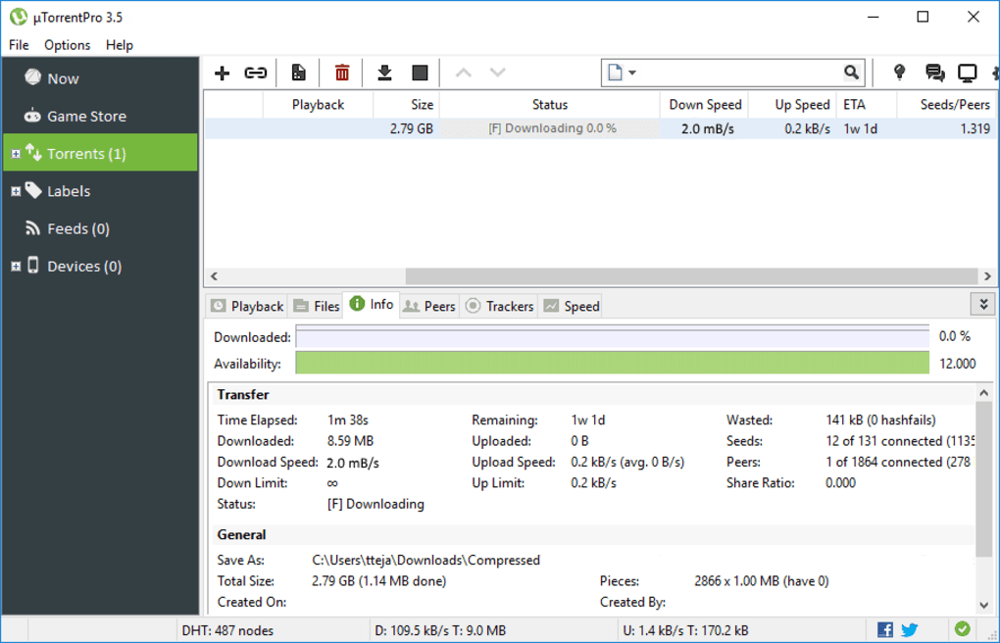 µTorrentPro 3.5
File Options Help
Now
Game Store
Torrents (1)
Labels
Feeds (0)
Devices (0)
Playback Size Status Down Speed Up Speed ETA Seeds/Peers
2.79 GB [F] Downloading 0.0 % 2.0 mB/s 0.2 kB/s 1w 1d 1.319
Playback Files Info Peers Trackers Speed
Downloaded: 0.0 %
Availability: 12.000
Transfer
Time Elapsed: 1m 38s Remaining: 1w 1d Wasted: 141 kB (0 hashfails)
Downloaded: 8.59 MB Uploaded: 0 B Seeds: 12 of 131 connected (1135
Download Speed: 2.0 mB/s Upload Speed: 0.2 kB/s (avg. 0 B/s) Peers: 1 of 1864 connected (278
Down Limit: ∞ Up Limit: 0.2 kB/s Share Ratio: 0.000
Status: [F] Downloading
General
Save As: C:\Users\tteja\Downloads\Compressed
Total Size: 2.79 GB (1.14 MB done) Pieces: 2866 x 1.00 MB (have 0)
Created On: Created By:
DHT: 487 nodes D: 109.5 kB/s T: 9.0 MB U: 1.4 kB/s T: 170.2 kB